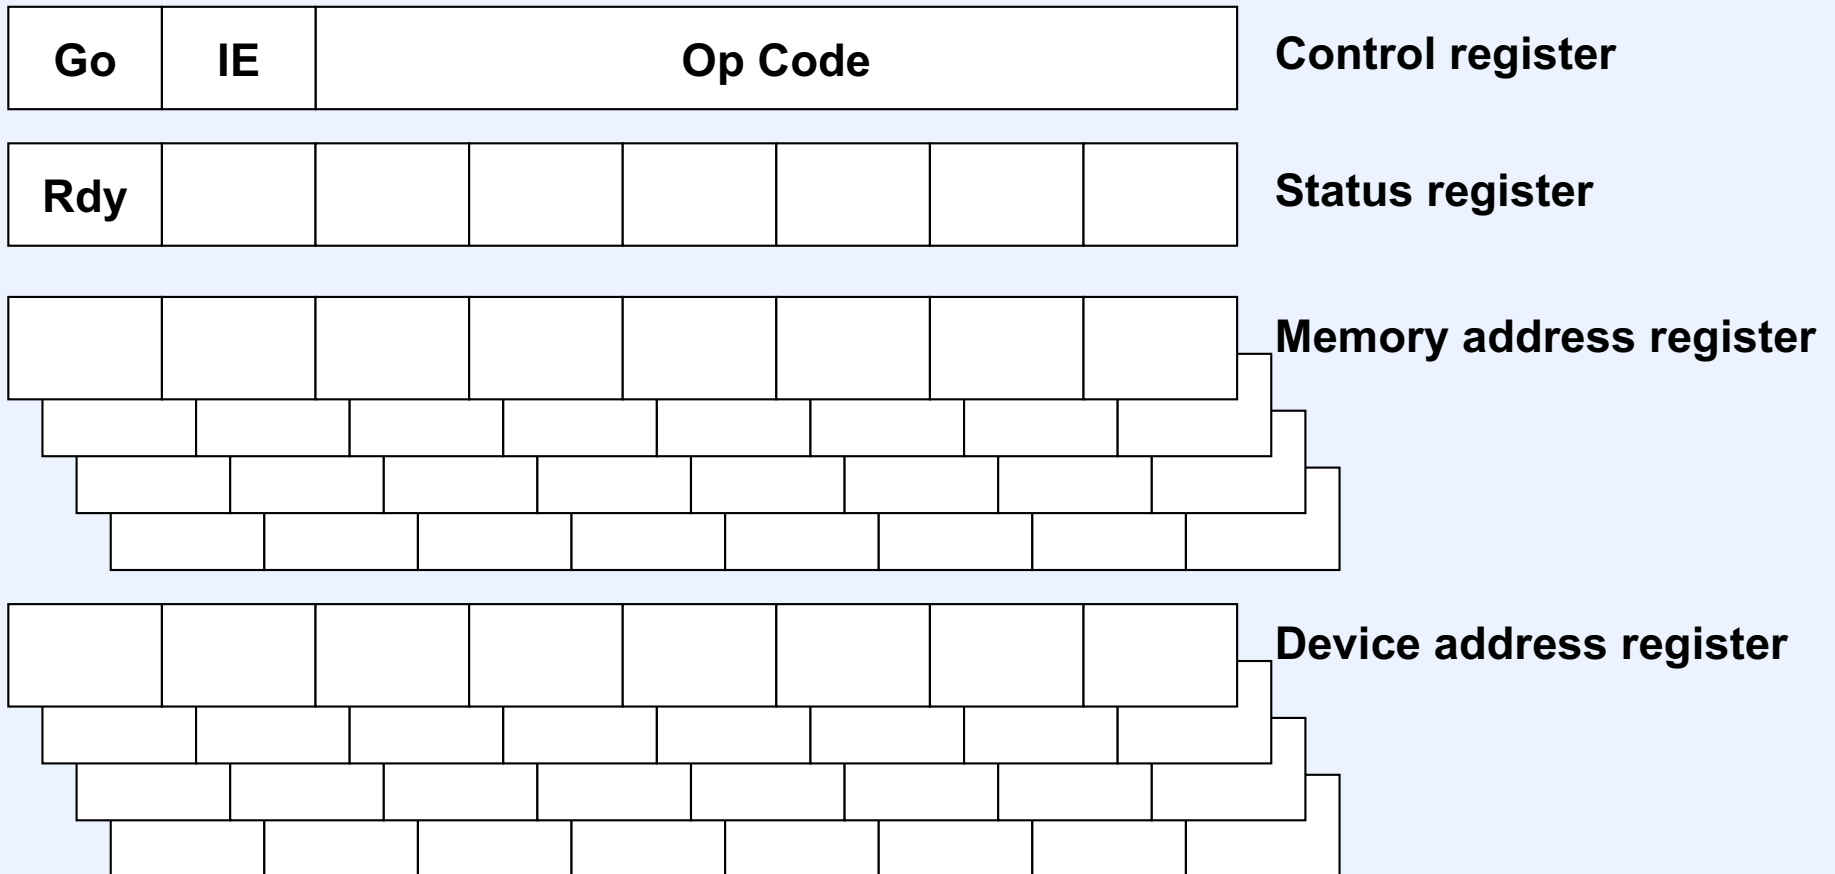 Go IE Op Code Control register
Rdy Status register
Memory address register
Device address register